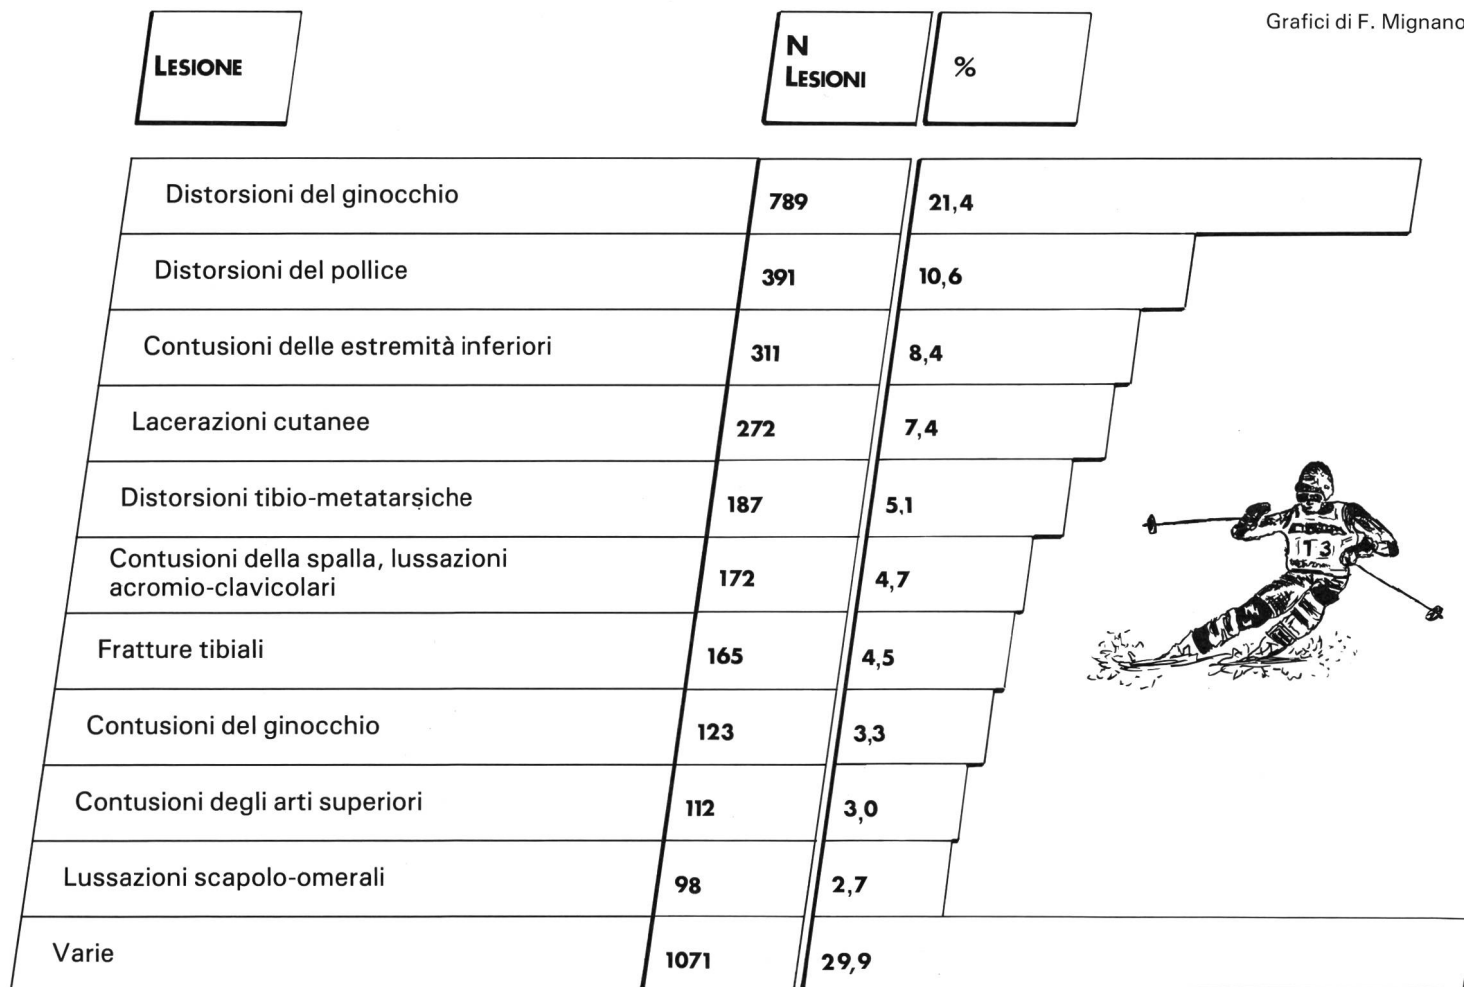 Grafici di F. Mignano
LESIONE
N
LESIONI
%
Distorsioni del ginocchio 789 21,4
Distorsioni del pollice 391 10,6
Contusioni delle estremità inferiori 311 8,4
Lacerazioni cutanee 272 7,4
Distorsioni tibio-metatarsiche 187 5,1
Contusioni della spalla, lussazioni
acromio-clavicolari 172 4,7
Fratture tibiali 165 4,5
Contusioni del ginocchio 123 3,3
Contusioni degli arti superiori 112 3,0
Lussazioni scapolo-omerali 98 2,7
Varie 1071 29,9
13